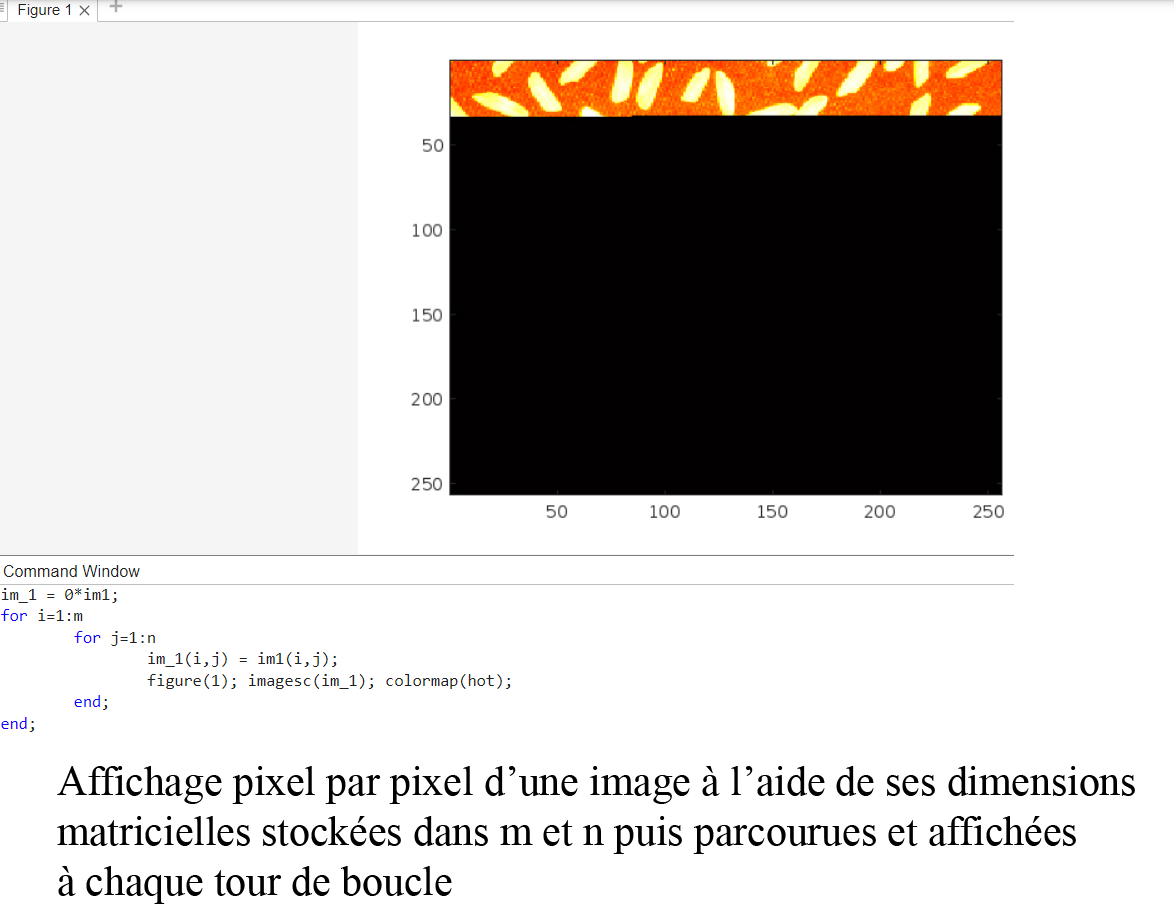 Figure 1
50
100
150
200
250
50 100 150 200 250
Command Window
im_1 = 0*im1;
for i=1:m
for j=1:n
im_1(i,j) = im1(i,j);
figure(1); imagesc(im_1); colormap(hot);
end;
end;
Affichage pixel par pixel d’une image à l’aide de ses dimensions
matricielles stockées dans m et n puis parcourues et affichées
à chaque tour de boucle